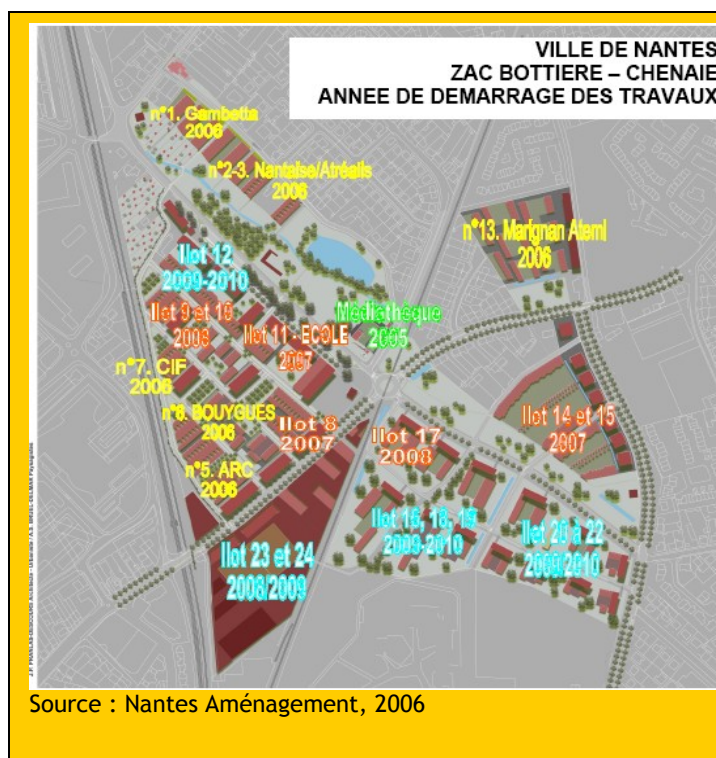 VILLE DE NANTES
ZAC BOTTIERE – CHENAIE
ANNEE DE DEMARRAGE DES TRAVAUX
n°1. Gambetta
2006
n°2-3. Nantaise/Atréalis
2006
n°13. Marignan Atemi
2006
Ilot 12
2009-2010
Médiathèque
2005
Ilot 9 et 10
2008
Ilot 11 - ECOLE
2007
n°7. CIF
2006
n°6. BOUYGUES
2006
Ilot 8
2007
Ilot 17
2008
Ilot 14 et 15
2007
n°5. ARC
2006
Ilot 16, 18, 19
2009-2010
Ilot 20 à 22
2009/2010
Ilot 23 et 24
2008/2009
Source : Nantes Aménagement, 2006